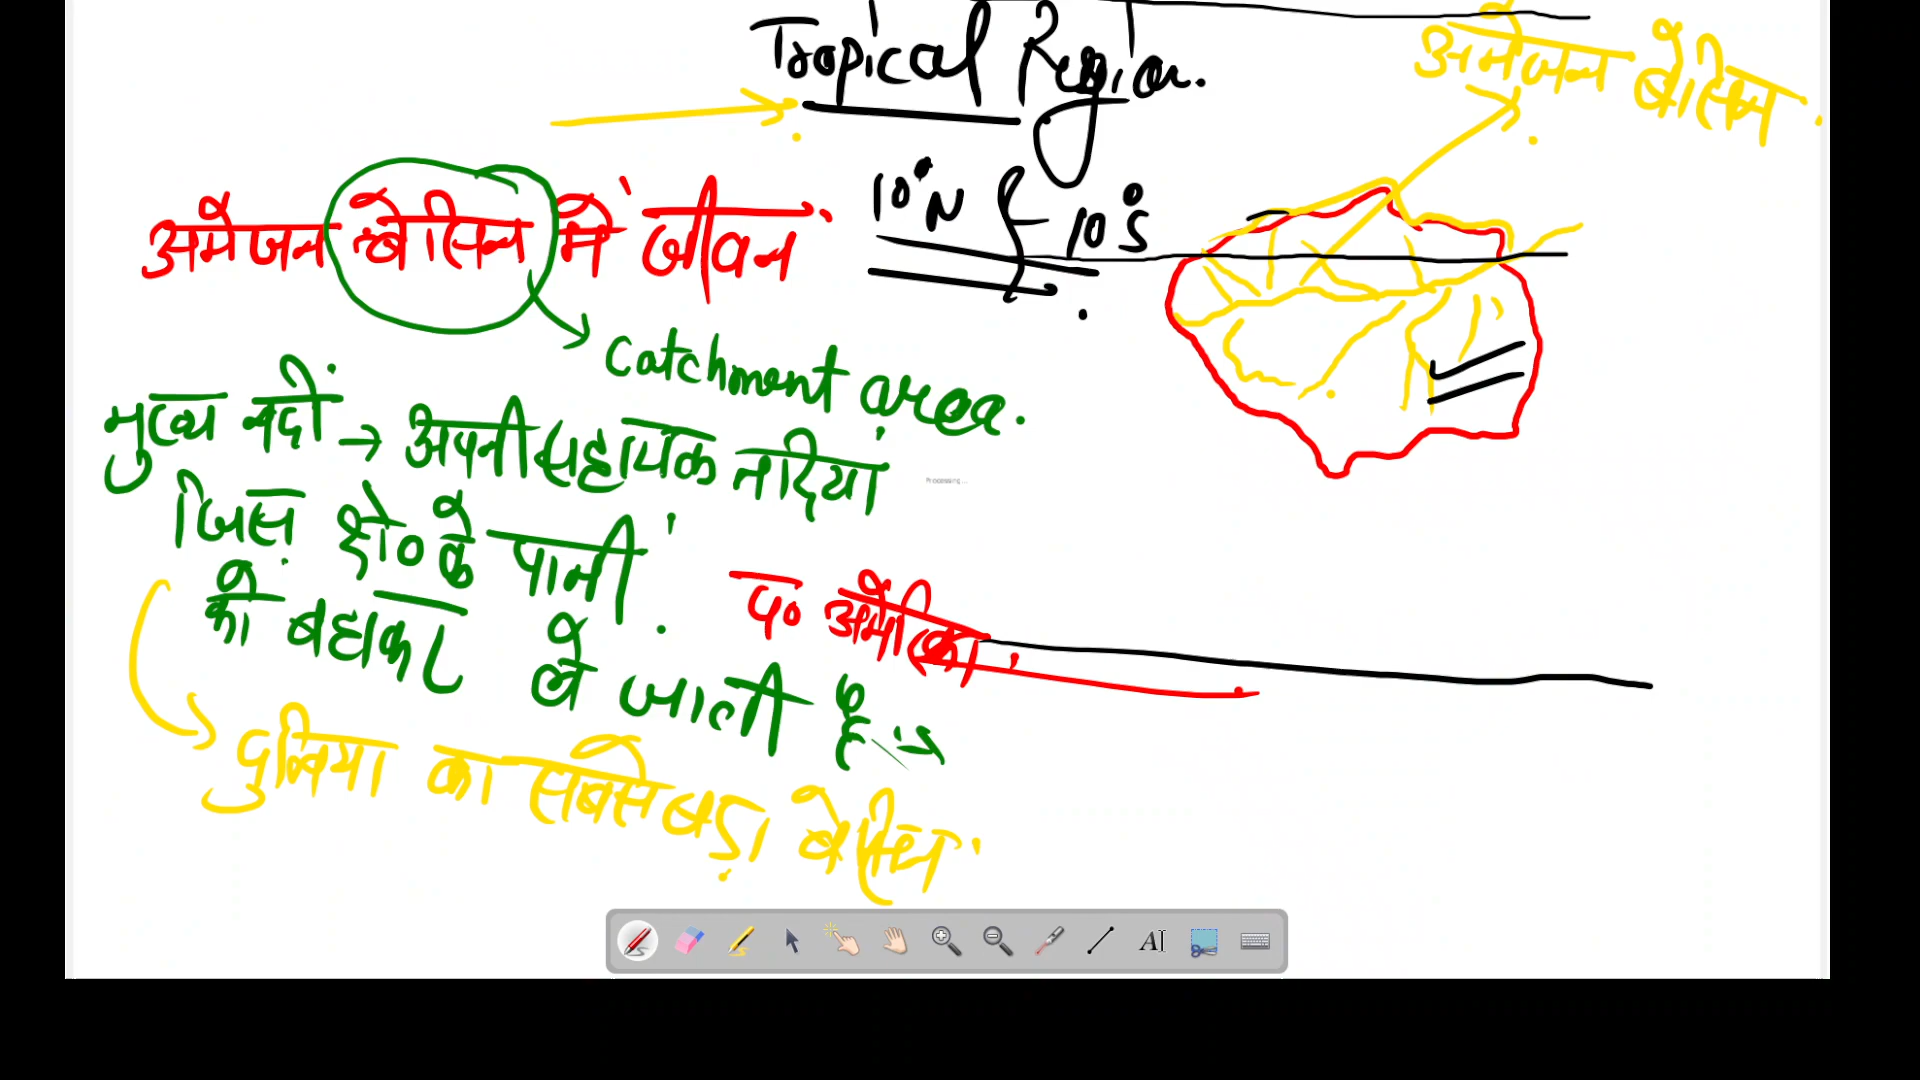 Tropical Region.
अमेजन बेसिन
अमेजन बेसिन में जीवन
10°N - 10°S
Catchment area.
मुख्य नदी → अपनी सहायक नदियां
Processing...
जिस क्षे० के पानी
को बहाकर ले जाती है
द० अमेरिका
दुनिया का सबसे बड़ा बेसिन